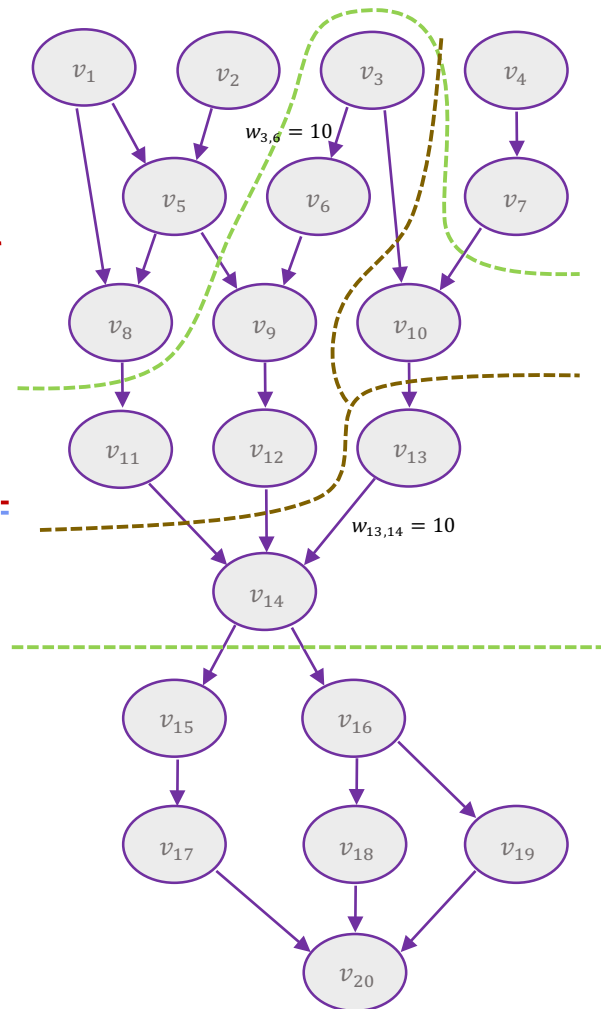 v₁
v₂
v₃
v₄
w₃,₆ = 10
v₅
v₆
v₇
v₈
v₉
v₁₀
v₁₁
v₁₂
v₁₃
w₁₃,₁₄ = 10
v₁₄
v₁₅
v₁₆
v₁₇
v₁₈
v₁₉
v₂₀